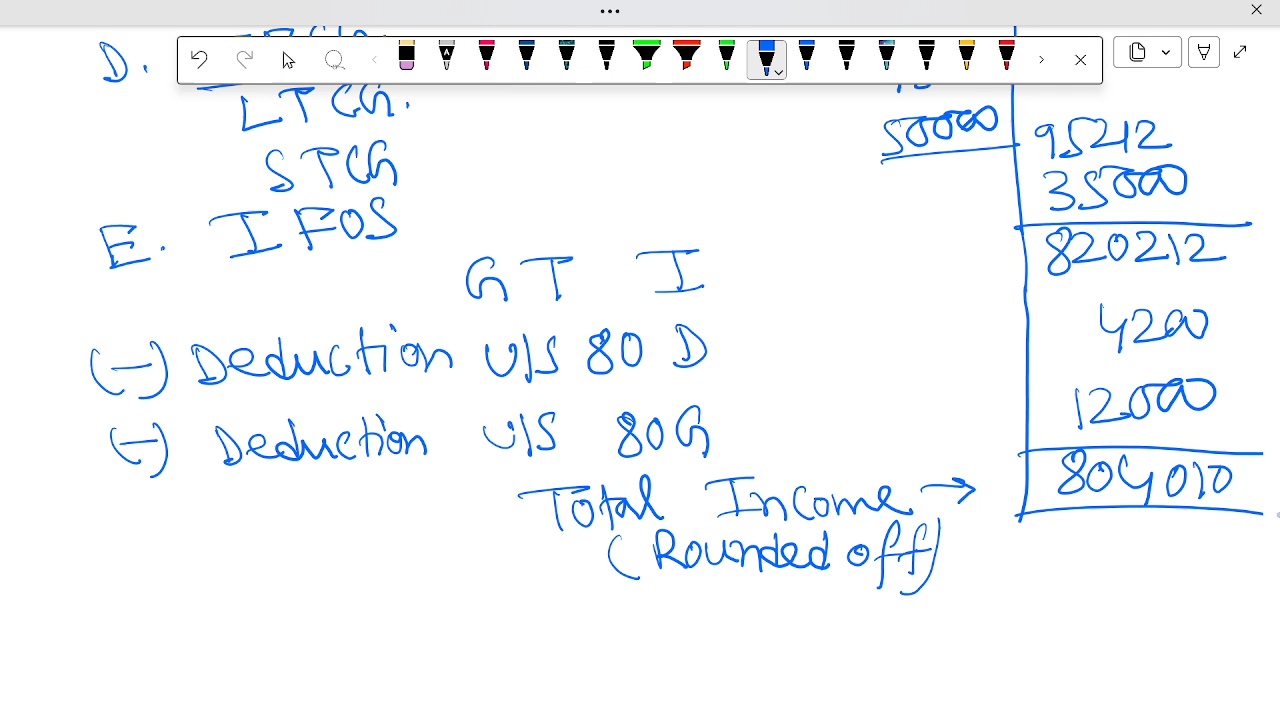 D.
LTCG.
50000 95212
STCG 35000
E. IFOS 820212
GTI
(-) Deduction U/S 80 D 4200
(-) Deduction U/S 80G 12000
Total Income → 804010
(Rounded off)